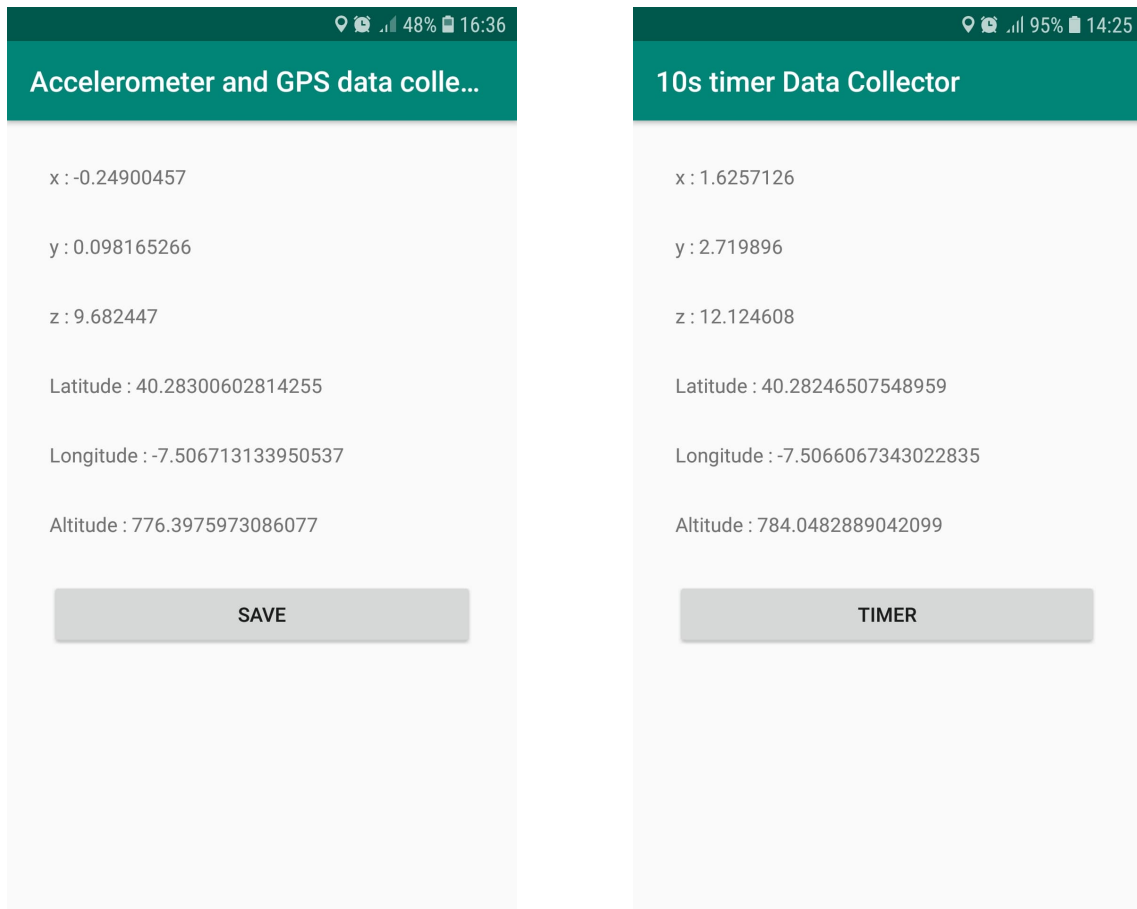 48% 16:36
Accelerometer and GPS data colle...
x : -0.24900457
y : 0.098165266
z : 9.682447
Latitude : 40.28300602814255
Longitude : -7.506713133950537
Altitude : 776.3975973086077
SAVE
95% 14:25
10s timer Data Collector
x : 1.6257126
y : 2.719896
z : 12.124608
Latitude : 40.28246507548959
Longitude : -7.5066067343022835
Altitude : 784.0482889042099
TIMER